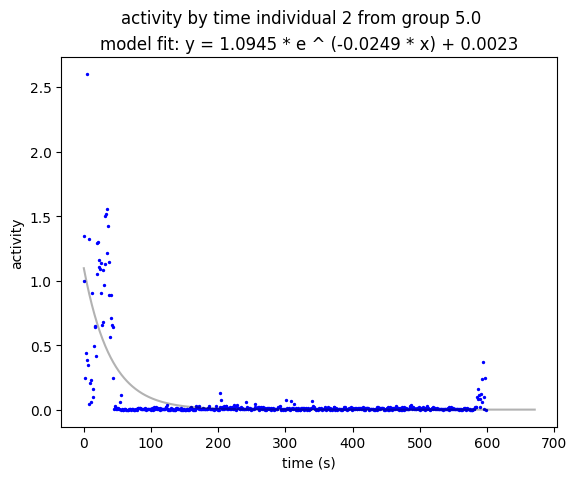 activity by time individual 2 from group 5.0
model fit: y = 1.0945 * e ^ (-0.0249 * x) + 0.0023
2.5
2.0
1.5
1.0
0.5
0.0
activity
0 100 200 300 400 500 600 700
time (s)